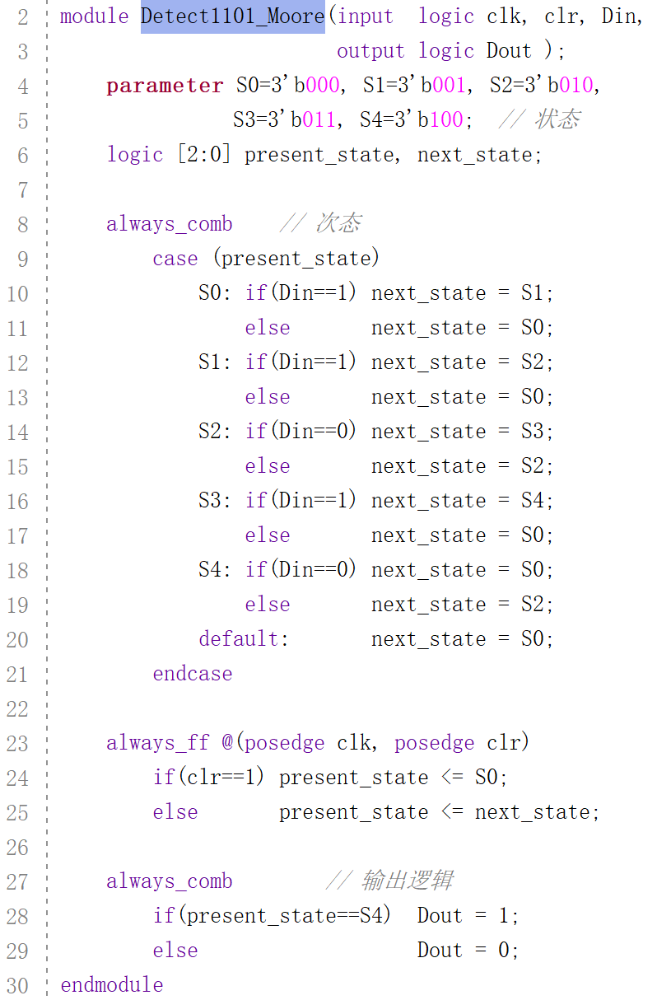 2 module Detect1101_Moore(input  logic clk, clr, Din,
3                         output logic Dout );
4     parameter S0=3'b000, S1=3'b001, S2=3'b010,
5                S3=3'b011, S4=3'b100;  // 状态
6     logic [2:0] present_state, next_state;
7
8     always_comb    // 次态
9         case (present_state)
10            S0: if(Din==1) next_state = S1;
11                else       next_state = S0;
12            S1: if(Din==1) next_state = S2;
13                else       next_state = S0;
14            S2: if(Din==0) next_state = S3;
15                else       next_state = S2;
16            S3: if(Din==1) next_state = S4;
17                else       next_state = S0;
18            S4: if(Din==0) next_state = S0;
19                else       next_state = S2;
20            default:       next_state = S0;
21        endcase
22
23    always_ff @(posedge clk, posedge clr)
24        if(clr==1) present_state <= S0;
25        else       present_state <= next_state;
26
27    always_comb        // 输出逻辑
28        if(present_state==S4)  Dout = 1;
29        else                   Dout = 0;
30 endmodule